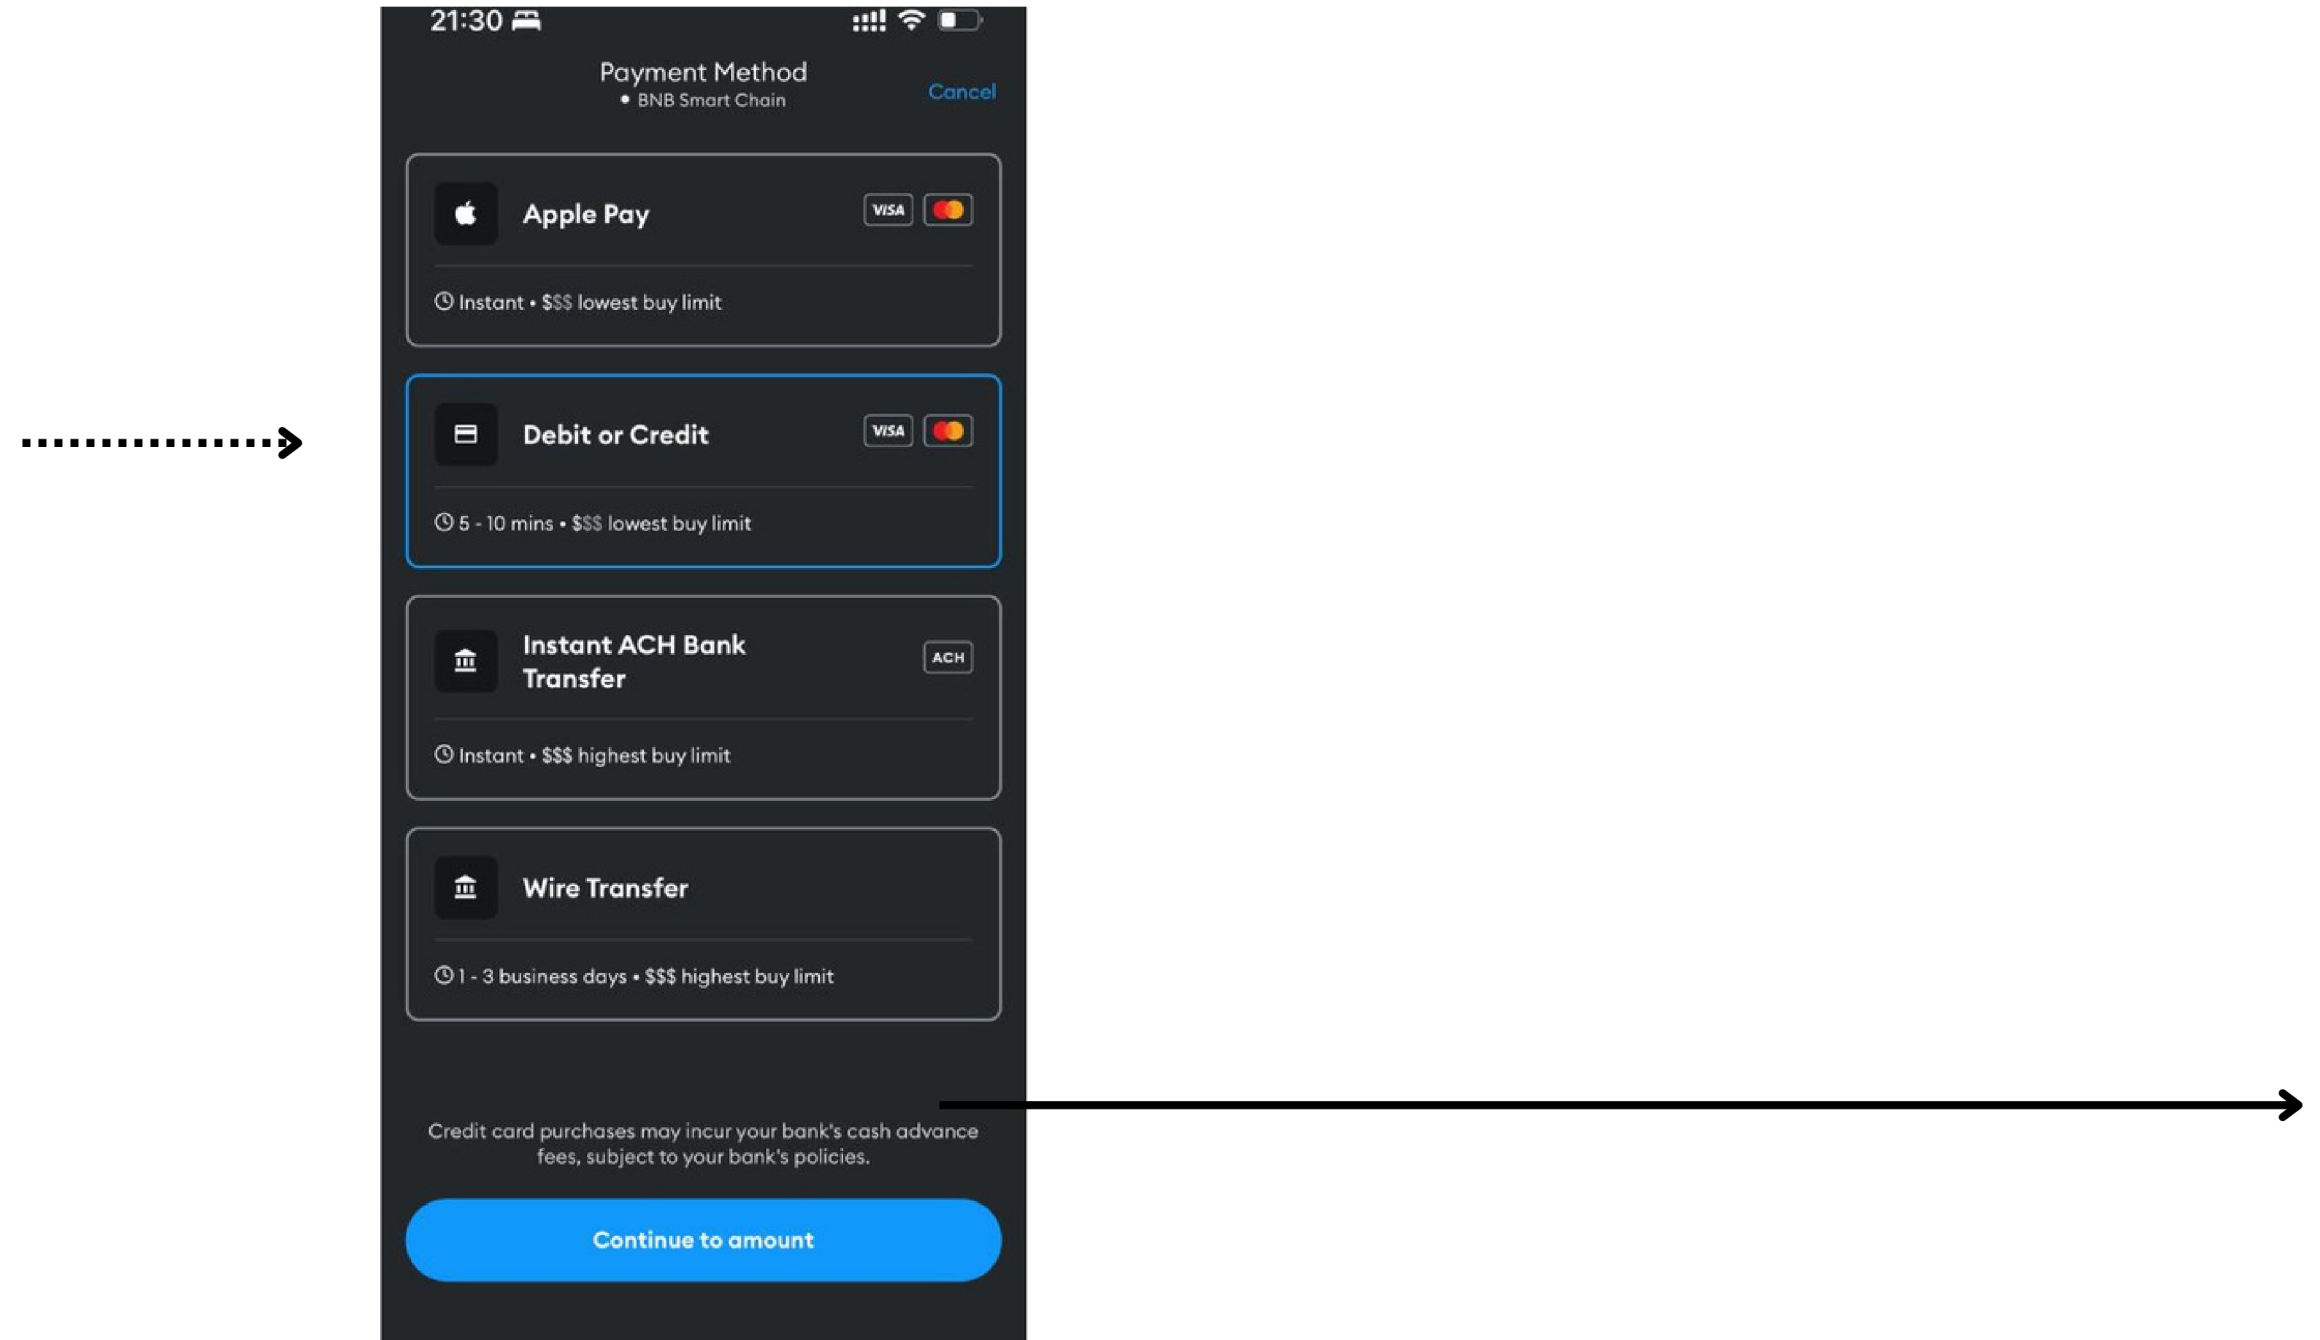 21:30
Payment Method
• BNB Smart Chain
Cancel
Apple Pay
VISA
Instant • $$$ lowest buy limit
Debit or Credit
VISA
5 - 10 mins • $$$ lowest buy limit
Instant ACH Bank
Transfer
ACH
Instant • $$$ highest buy limit
Wire Transfer
1 - 3 business days • $$$ highest buy limit
Credit card purchases may incur your bank's cash advance
fees, subject to your bank's policies.
Continue to amount